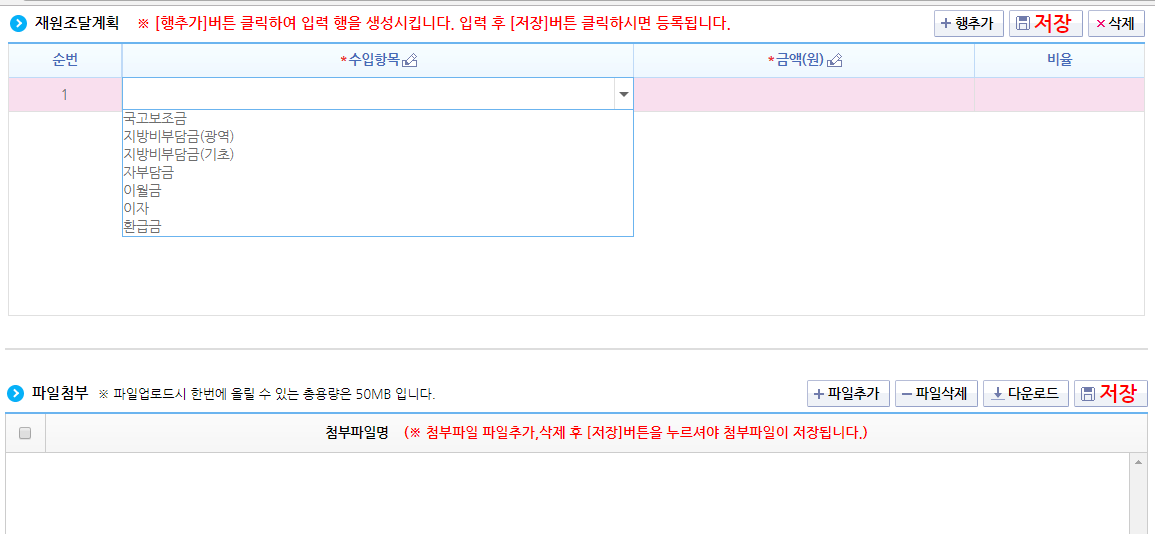 재원조달계획 ※ [행추가]버튼 클릭하여 입력 행을 생성시킵니다. 입력 후 [저장]버튼 클릭하시면 등록됩니다. 행추가 저장 삭제
순번 *수입항목 *금액(원) 비율
1
국고보조금
지방비부담금(광역)
지방비부담금(기초)
자부담금
이월금
이자
환급금
파일첨부 ※ 파일업로드시 한번에 올릴 수 있는 총용량은 50MB 입니다. 파일추가 파일삭제 다운로드 저장
첨부파일명 (※ 첨부파일 파일추가,삭제 후 [저장]버튼을 누르셔야 첨부파일이 저장됩니다.)